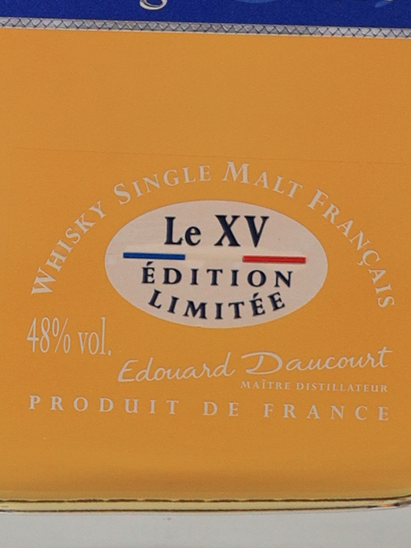 Whisky Single Malt Français
Le XV
ÉDITION
LIMITÉE
48% vol.
Edouard Daucourt
MAÎTRE DISTILLATEUR
PRODUIT DE FRANCE